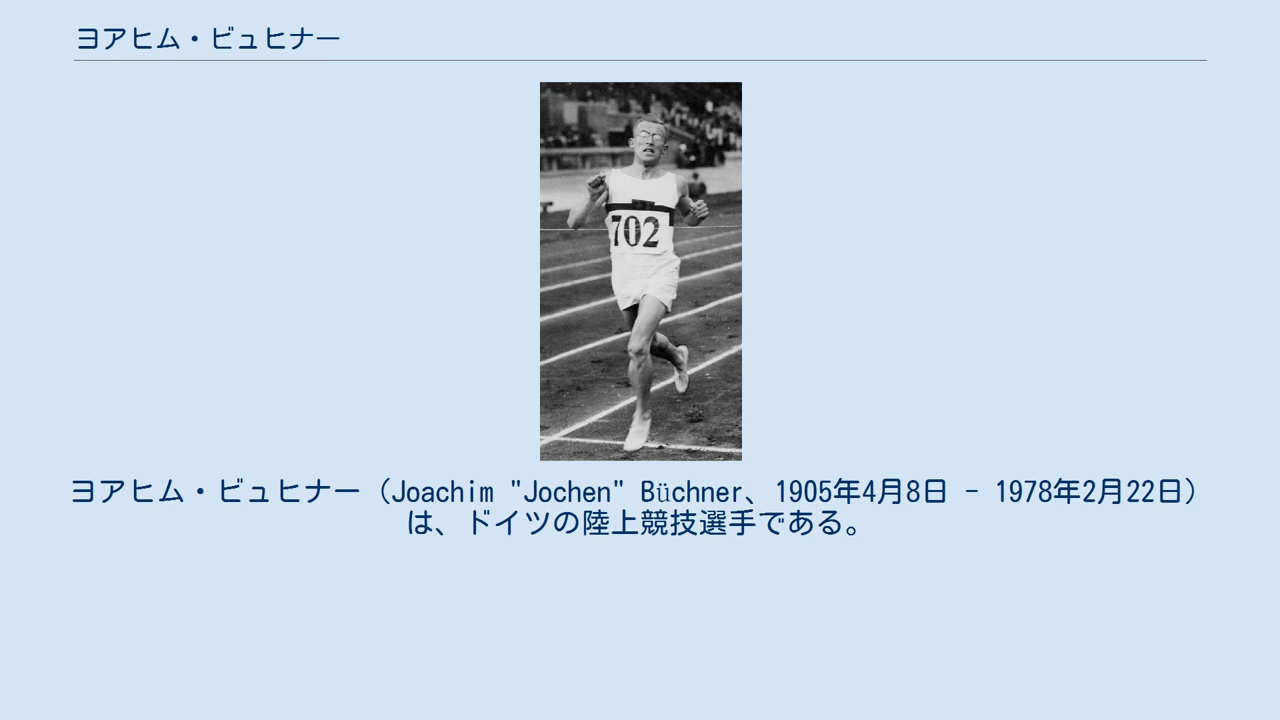 ヨアヒム・ビュヒナー
702
ヨアヒム・ビュヒナー（Joachim "Jochen" Büchner、1905年4月8日 - 1978年2月22日）
は、ドイツの陸上競技選手である。